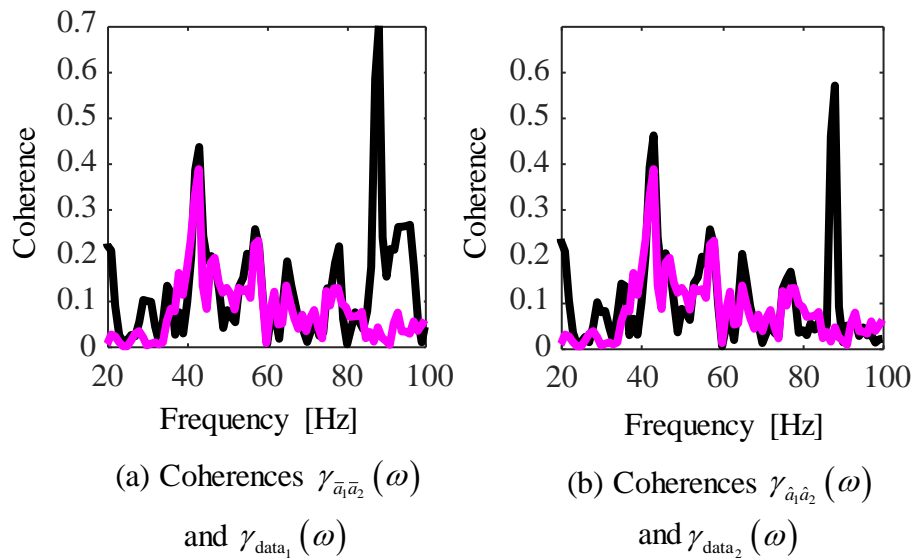 0.7
0.6
0.5
0.4
0.3
0.2
0.1
0
Coherence
20 40 60 80 100
Frequency [Hz]
(a) Coherences γ_{ā₁ā₂}(ω)
and γ_{data₁}(ω)
0.7
0.6
0.5
0.4
0.3
0.2
0.1
0
Coherence
20 40 60 80 100
Frequency [Hz]
(b) Coherences γ_{â₁â₂}(ω)
and γ_{data₂}(ω)